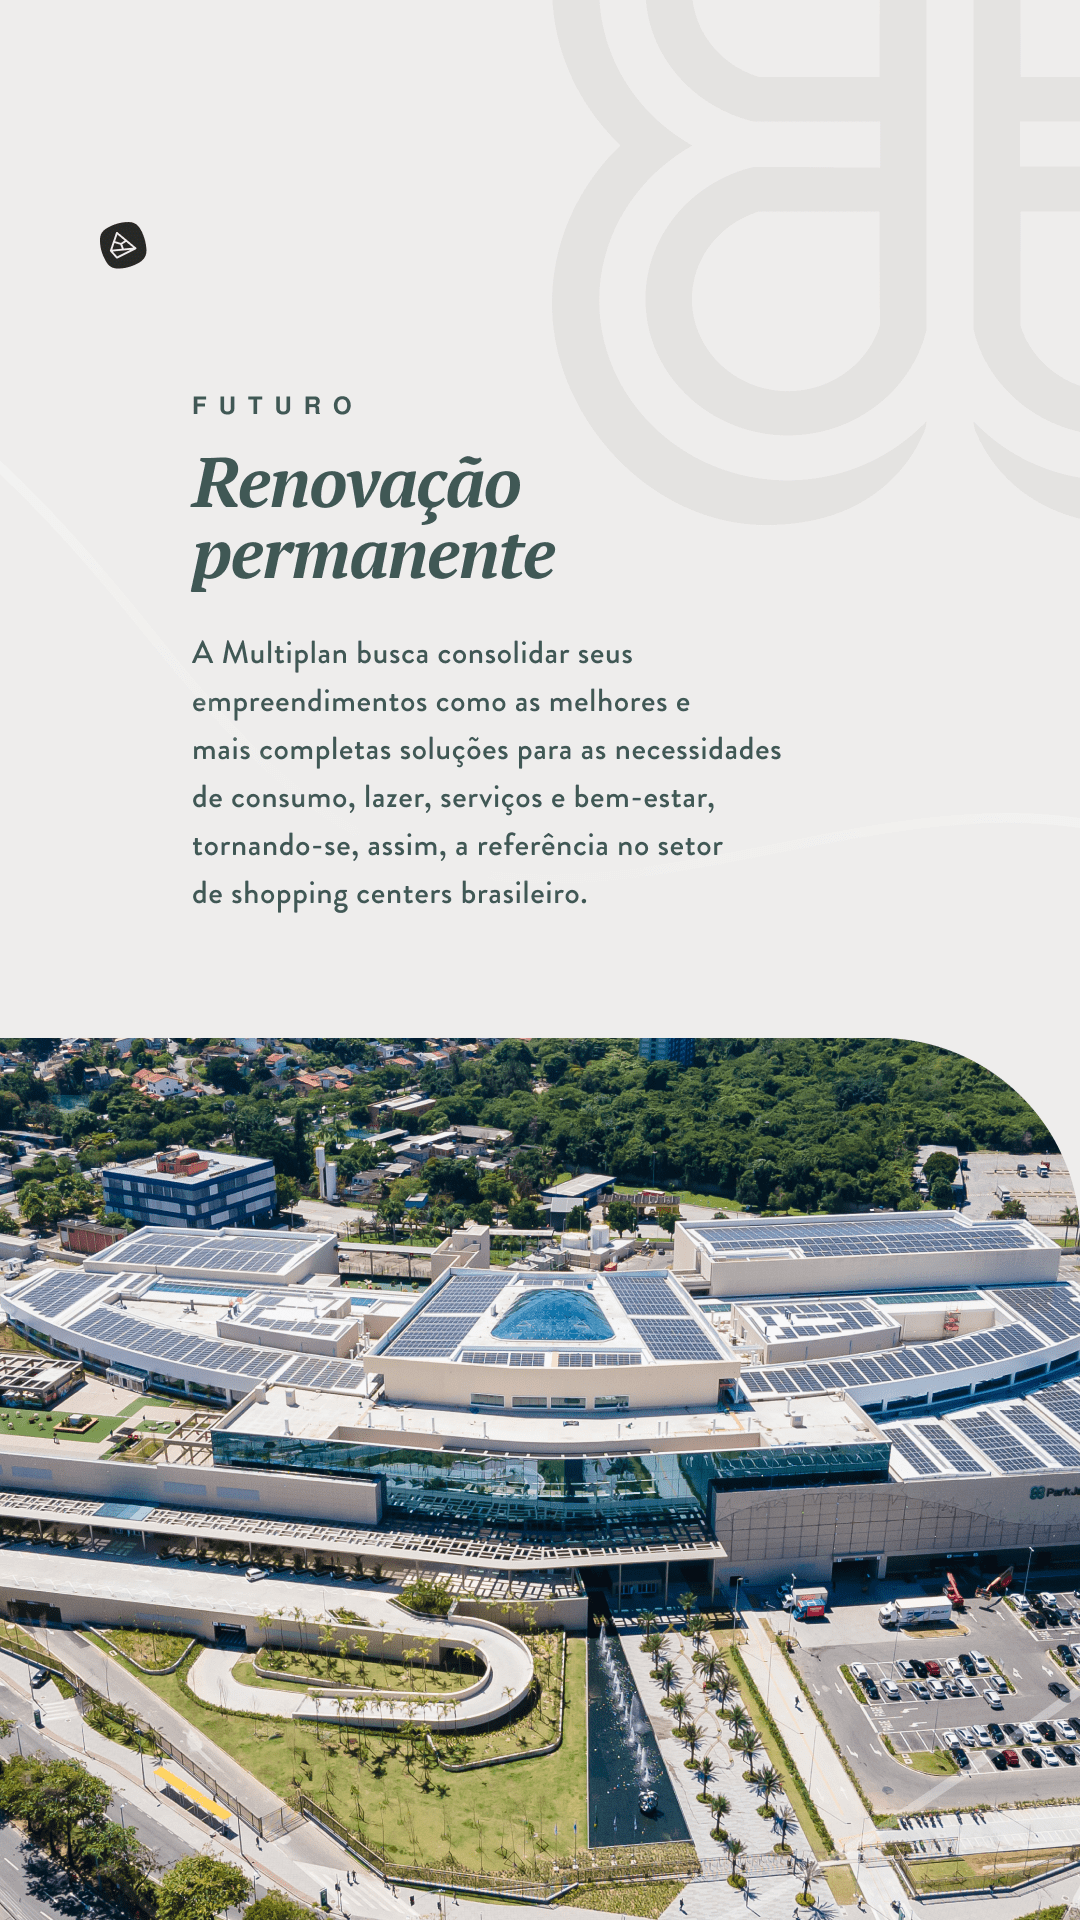 FUTURO
Renovação
permanente
A Multiplan busca consolidar seus
empreendimentos como as melhores e
mais completas soluções para as necessidades
de consumo, lazer, serviços e bem-estar,
tornando-se, assim, a referência no setor
de shopping centers brasileiro.